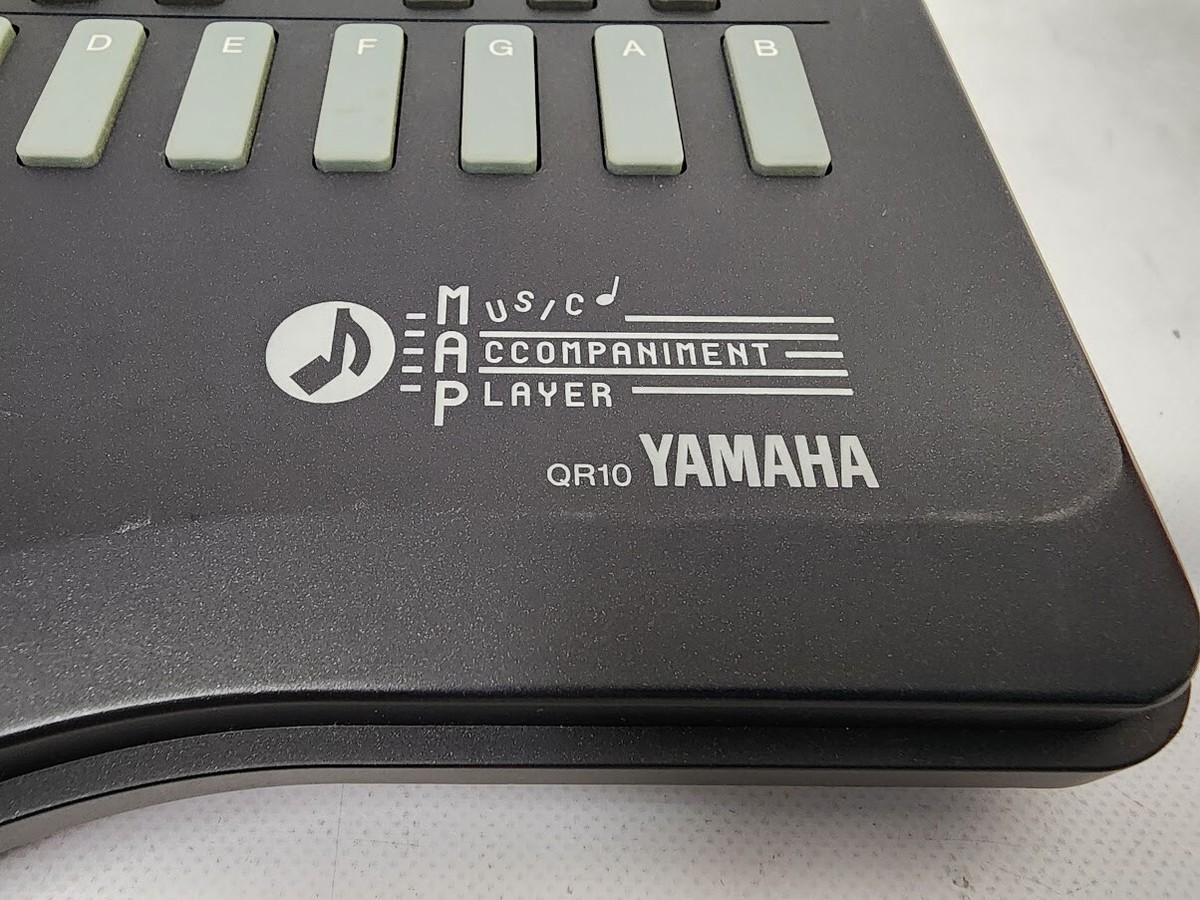 D E F G A B
MUSIC
ACCOMPANIMENT
PLAYER
QR10 YAMAHA